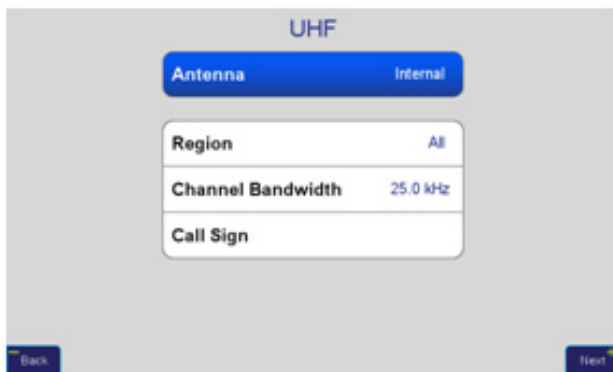 UHF
Antenna Internal
Region All
Channel Bandwidth 25.0 kHz
Call Sign
Back Next